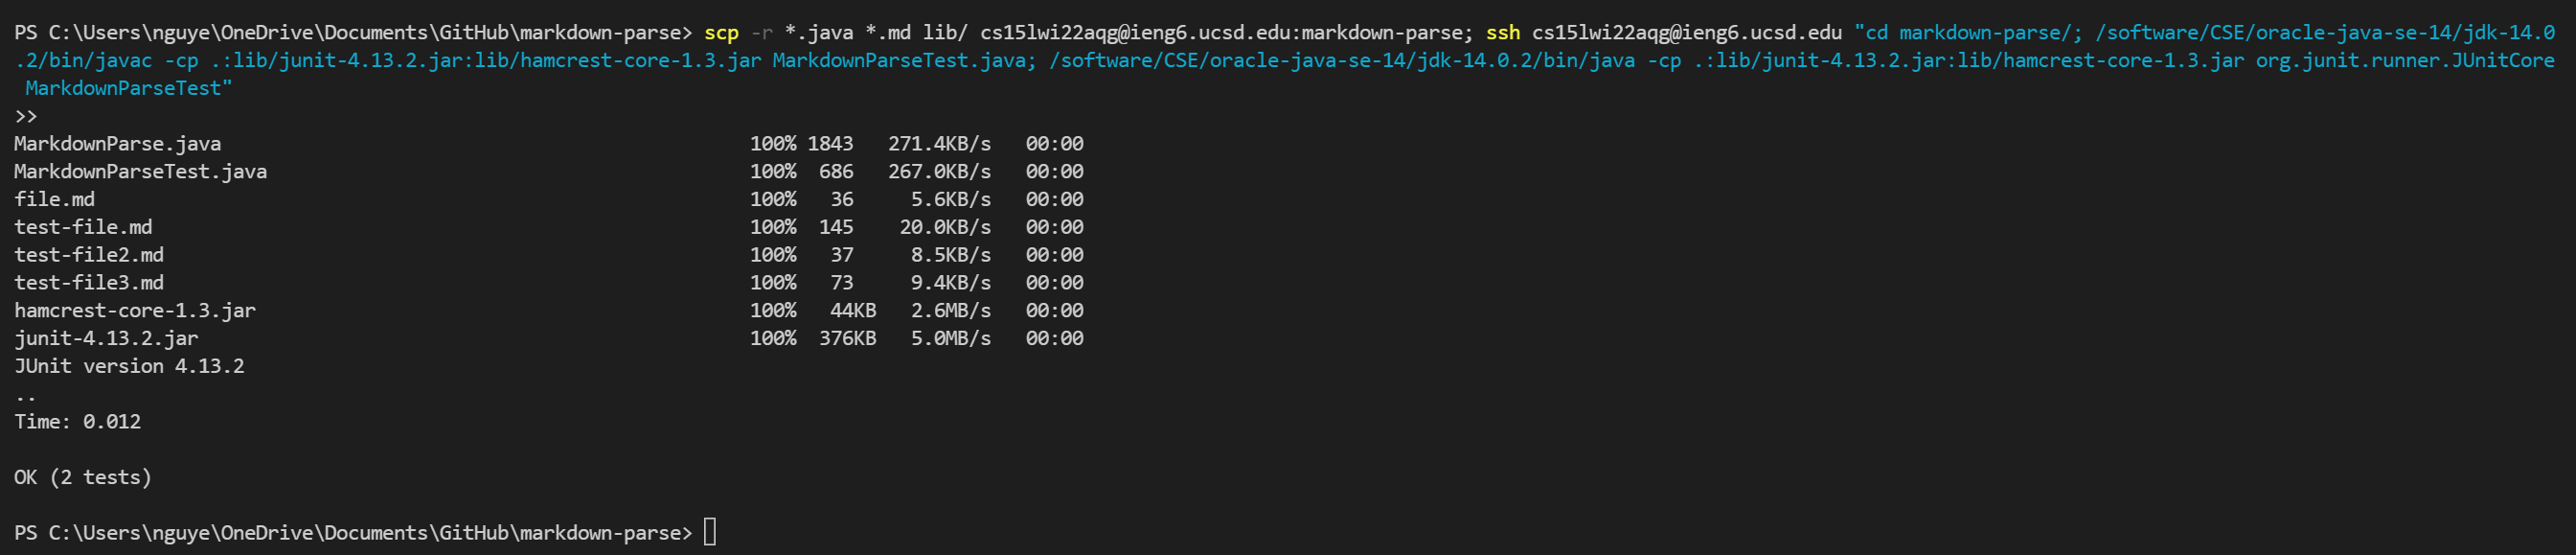 PS C:\Users\nguye\OneDrive\Documents\GitHub\markdown-parse> scp -r *.java *.md lib/ cs15lwi22aqg@ieng6.ucsd.edu:markdown-parse; ssh cs15lwi22aqg@ieng6.ucsd.edu "cd markdown-parse/; /software/CSE/oracle-java-se-14/jdk-14.0
.2/bin/javac -cp .:lib/junit-4.13.2.jar:lib/hamcrest-core-1.3.jar MarkdownParseTest.java; /software/CSE/oracle-java-se-14/jdk-14.0.2/bin/java -cp .:lib/junit-4.13.2.jar:lib/hamcrest-core-1.3.jar org.junit.runner.JUnitCore
 MarkdownParseTest"
>>
MarkdownParse.java 100% 1843 271.4KB/s 00:00
MarkdownParseTest.java 100% 686 267.0KB/s 00:00
file.md 100% 36 5.6KB/s 00:00
test-file.md 100% 145 20.0KB/s 00:00
test-file2.md 100% 37 8.5KB/s 00:00
test-file3.md 100% 73 9.4KB/s 00:00
hamcrest-core-1.3.jar 100% 44KB 2.6MB/s 00:00
junit-4.13.2.jar 100% 376KB 5.0MB/s 00:00
JUnit version 4.13.2
..
Time: 0.012
OK (2 tests)
PS C:\Users\nguye\OneDrive\Documents\GitHub\markdown-parse>